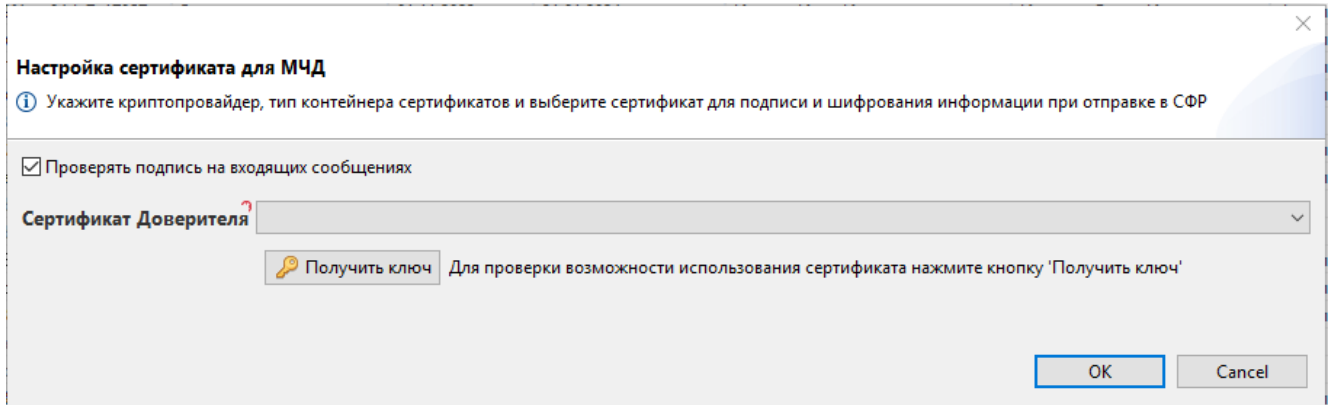 Настройка сертификата для МЧД
Укажите криптопровайдер, тип контейнера сертификатов и выберите сертификат для подписи и шифрования информации при отправке в СФР
Проверять подпись на входящих сообщениях
Сертификат Доверителя
Получить ключ Для проверки возможности использования сертификата нажмите кнопку 'Получить ключ'
OK Cancel